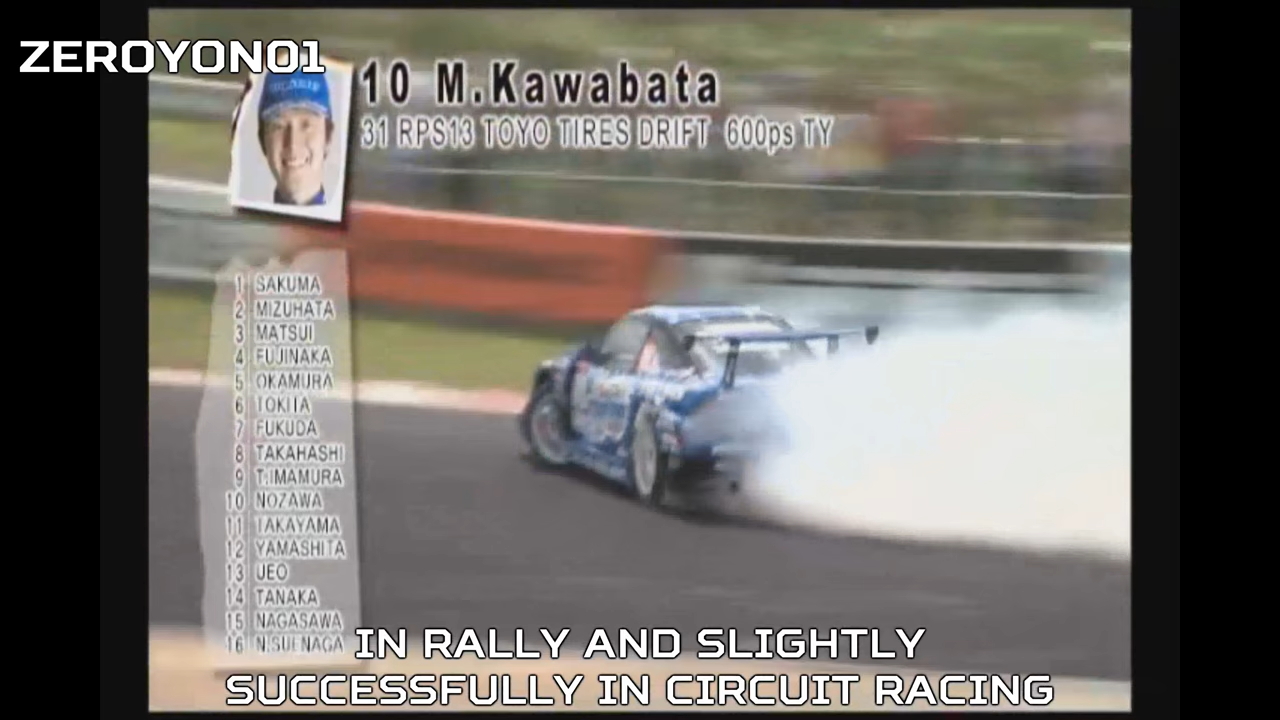 ZEROYON01
10 M.Kawabata
31 RPS13 TOYO TIRES DRIFT 600ps TY
1 SAKUMA
2 MIZUHATA
3 MATSUI
4 FUJINAKA
5 OKAMURA
6 TOKITA
7 FUKUDA
8 TAKAHASHI
9 T.IMAMURA
10 NOZAWA
11 TAKAYAMA
12 YAMASHITA
13 UEO
14 TANAKA
15 NAGASAWA
16 N.SUENAGA
IN RALLY AND SLIGHTLY
SUCCESSFULLY IN CIRCUIT RACING